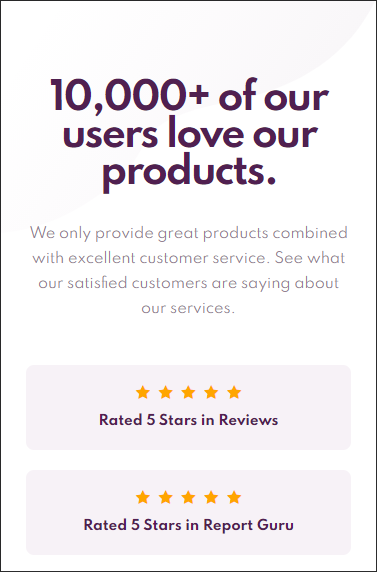 10,000+ of our
users love our
products.
We only provide great products combined
with excellent customer service. See what
our satisfied customers are saying about
our services.
Rated 5 Stars in Reviews
Rated 5 Stars in Report Guru